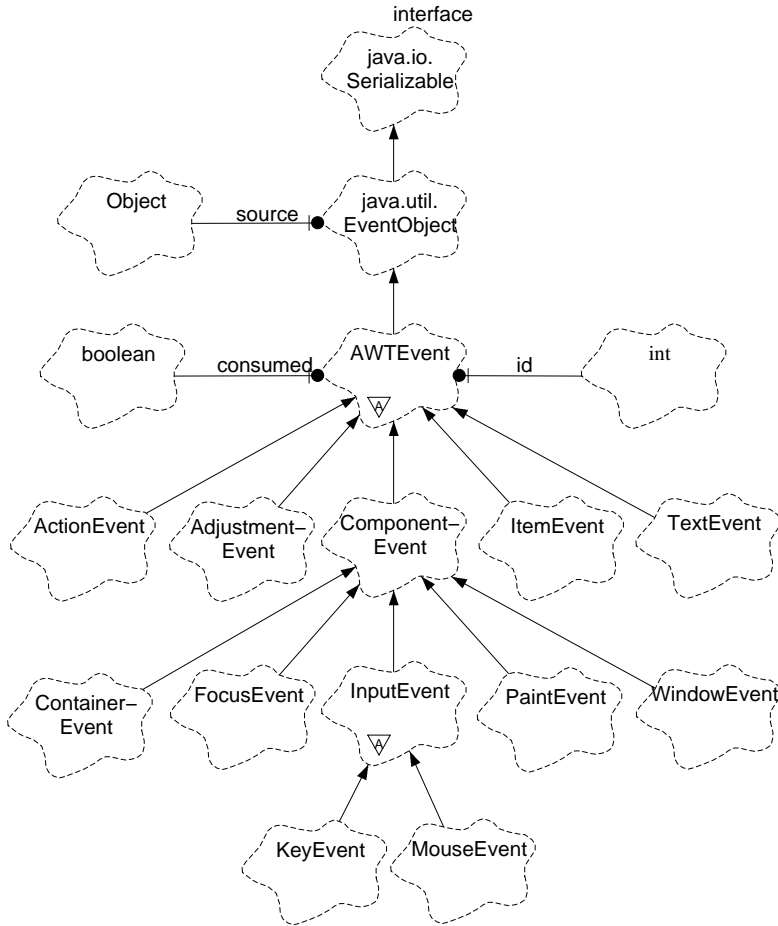 interface
java.io.
Serializable
Object
source
java.util.
EventObject
boolean
consumed
AWTEvent
id
int
A
ActionEvent
Adjustment–
Event
Component–
Event
ItemEvent
TextEvent
Container–
Event
FocusEvent
InputEvent
PaintEvent
WindowEvent
A
KeyEvent
MouseEvent